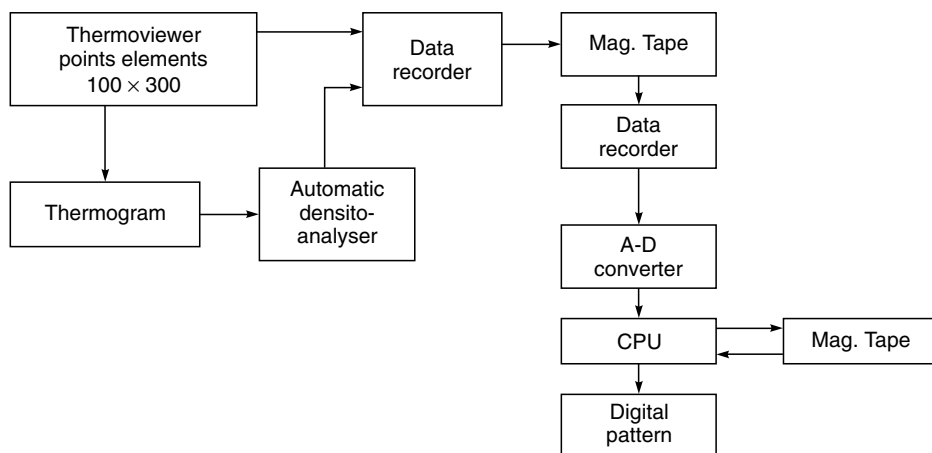 Thermoviewer
points elements
100 × 300
Data
recorder
Mag. Tape
Data
recorder
Thermogram
Automatic
densito-
analyser
A-D
converter
CPU
Mag. Tape
Digital
pattern